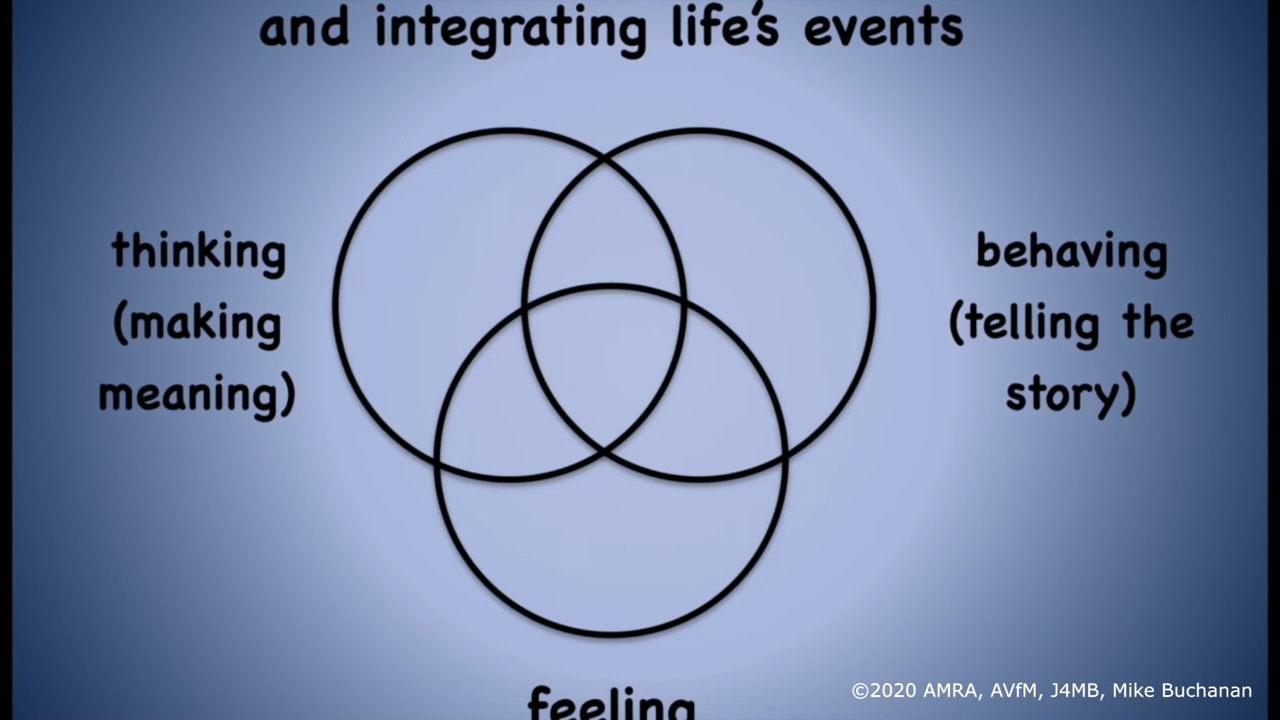 and integrating life's events
thinking
(making
meaning)
behaving
(telling the
story)
feeling
©2020 AMRA, AVfM, J4MB, Mike Buchanan